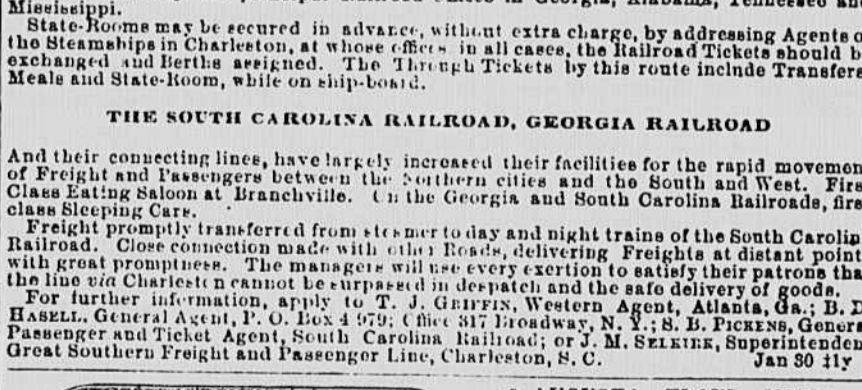 Mississippi.
State-Rooms may be secured in advance, without extra charge, by addressing Agents o
the Steamships in Charleston, at whose offices in all cases, the Railroad Tickets should b
exchanged and Berths assigned. The Through Tickets by this route include Transfers
Meals and State-Room, while on ship-board.
THE SOUTH CAROLINA RAILROAD, GEORGIA RAILROAD
And their connecting lines, have largely increased their facilities for the rapid movemen
of Freight and Passengers between the Northern cities and the South and West. Firs
Class Eating Saloon at Branchville. On the Georgia and South Carolina Railroads, firs
class Sleeping Cars.
Freight promptly transferred from steamer to day and night trains of the South Carolin
Railroad. Close connection made with other Roads, delivering Freights at distant point
with great promptness. The managers will use every exertion to satisfy their patrons tha
the line via Charleston cannot be surpassed in despatch and the safe delivery of goods.
For further information, apply to T. J. GRIFFIN, Western Agent, Atlanta, Ga.; B. D
HASELL, General Agent, P. O. Box 4 979; Office 317 Broadway, N. Y.; S. B. PICKENS, Genera
Passenger and Ticket Agent, South Carolina Railroad; or J. M. SELKIRK, Superintenden
Great Southern Freight and Passenger Line, Charleston, S. C. Jan 30 ‡1y